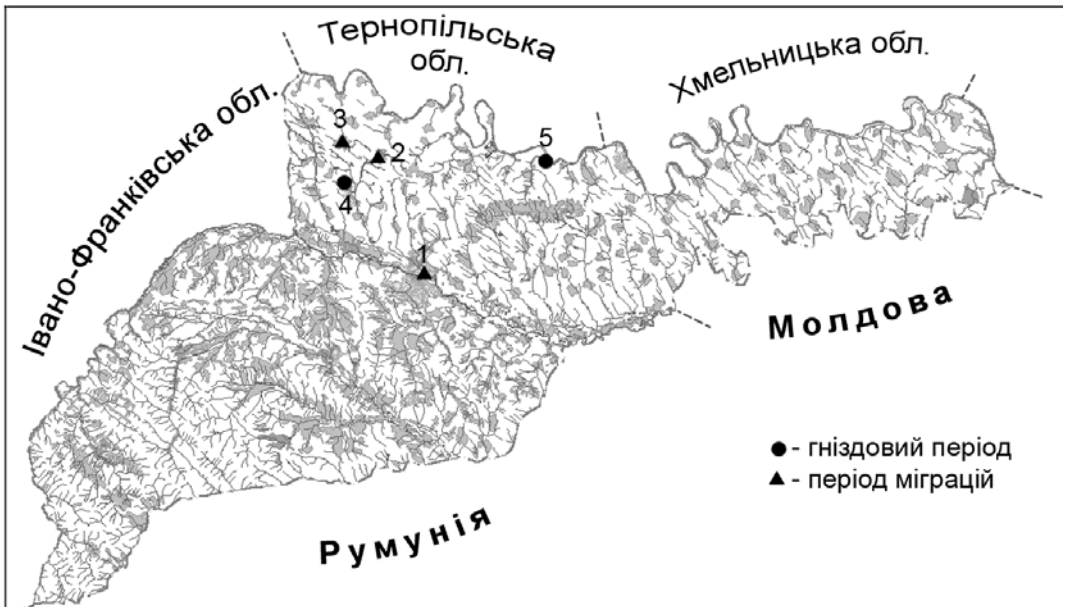 Тернопільська
обл.
Хмельницька обл.
Івано-Франківська обл.
3
2
5
4
1
Молдова
- гніздовий період
- період міграцій
Румунія